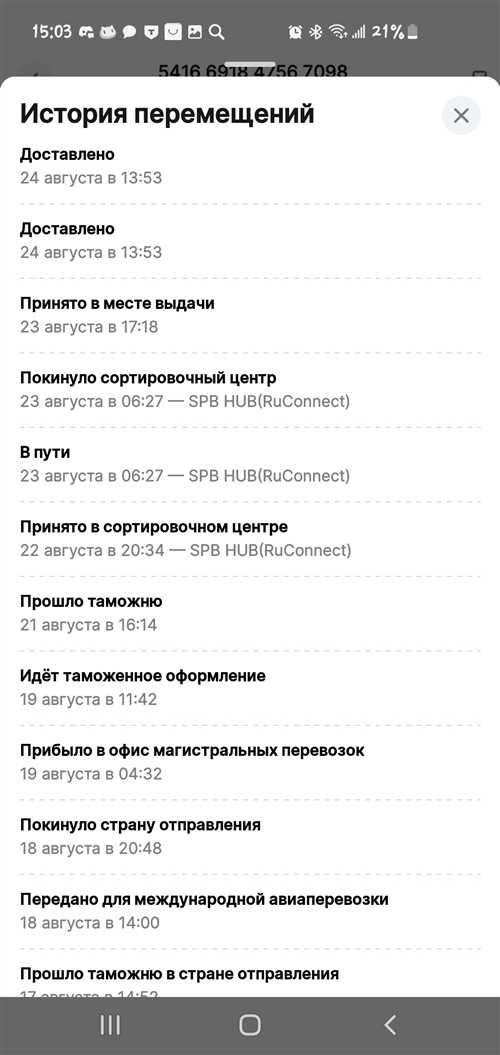 15:03
21%
5416 6918 4756 7098
История перемещений
Доставлено
24 августа в 13:53
Доставлено
24 августа в 13:53
Принято в месте выдачи
23 августа в 17:18
Покинуло сортировочный центр
23 августа в 06:27 — SPB HUB(RuConnect)
В пути
23 августа в 06:27 — SPB HUB(RuConnect)
Принято в сортировочном центре
22 августа в 20:34 — SPB HUB(RuConnect)
Прошло таможню
21 августа в 16:14
Идёт таможенное оформление
19 августа в 11:42
Прибыло в офис магистральных перевозок
19 августа в 04:32
Покинуло страну отправления
18 августа в 20:48
Передано для международной авиаперевозки
18 августа в 14:00
Прошло таможню в стране отправления
17 августа в 14:52